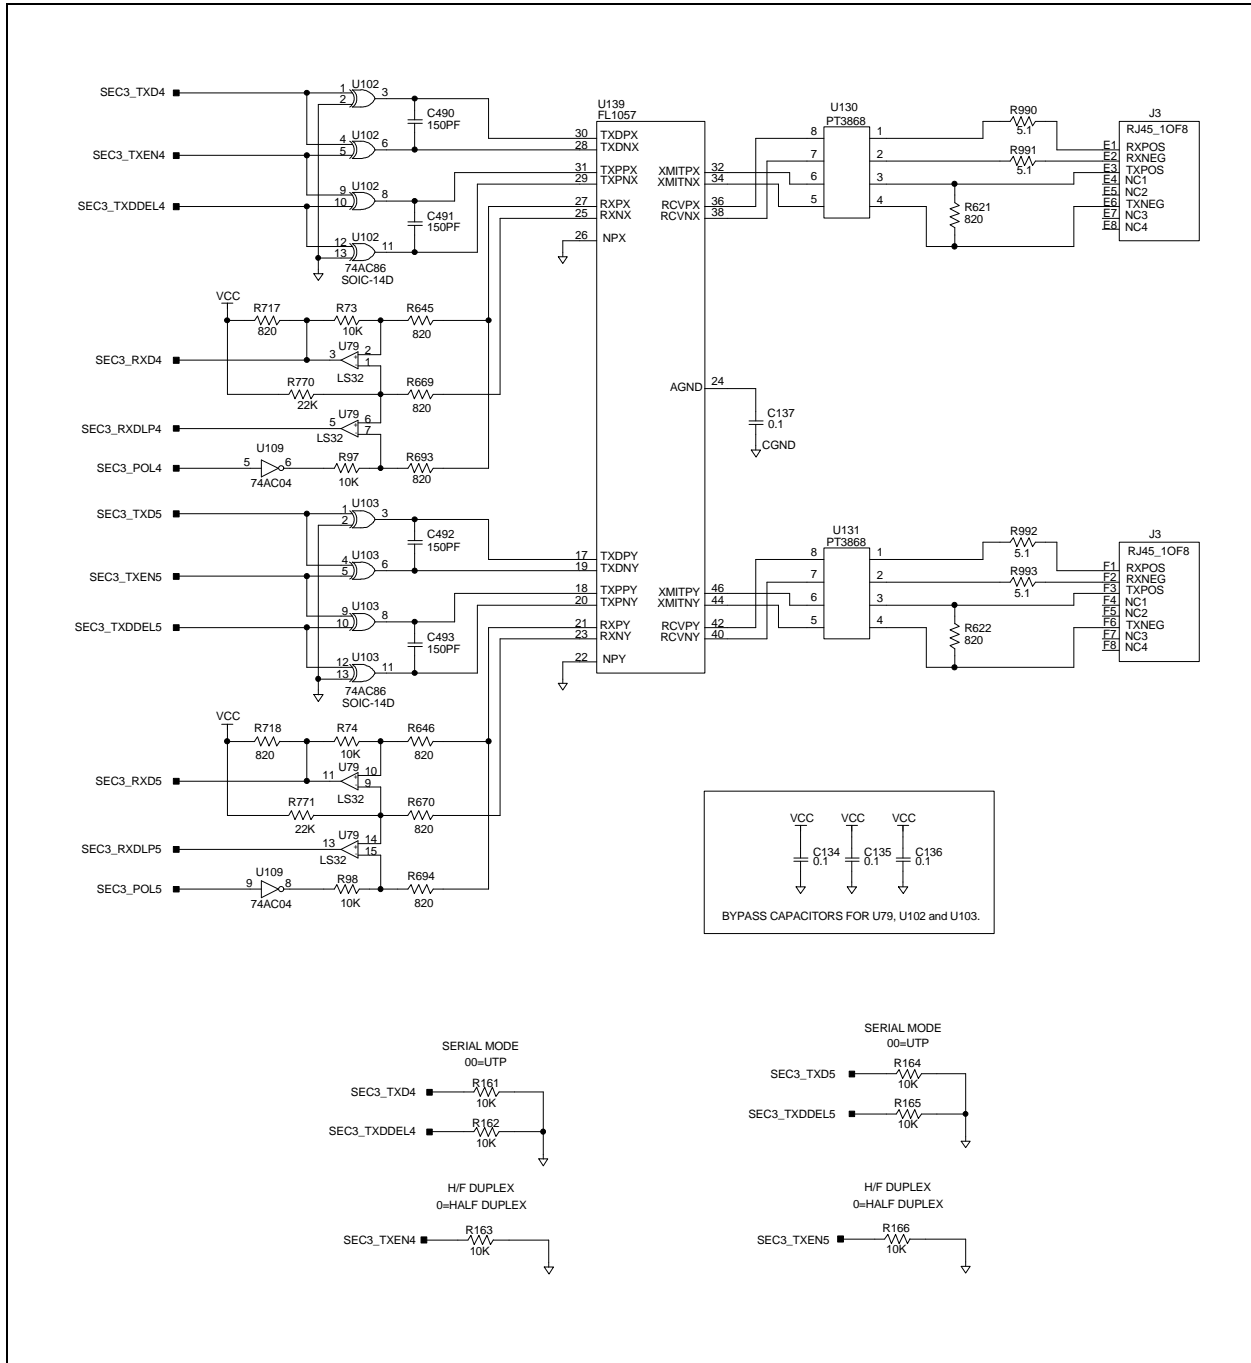 SEC3_TXD4
SEC3_TXEN4
SEC3_TXDDEL4
U102
1
2
3
U102
4
5
6
U102
9
10
8
U102
12
13
11
74AC86
SOIC-14D
C490
150PF
C491
150PF
U139
FL1057
30 TXDPX
28 TXDNX
31 TXPPX
29 TXPNX
27 RXPX
25 RXNX
26 NPX
XMITPX 32
XMITNX 34
RCVPX 36
RCVNX 38
AGND 24
C137
0.1
CGND
U130
PT3868
8 1
7 2
6 3
5 4
R990
5.1
R991
5.1
R621
820
J3
RJ45_1OF8
E1 RXPOS
E2 RXNEG
E3 TXPOS
E4 NC1
E5 NC2
E6 TXNEG
E7 NC3
E8 NC4
VCC
R717
820
R73
10K
R645
820
SEC3_RXD4
U79
3 2
1
LS32
R770
22K
R669
820
SEC3_RXDLP4
U79
5 6
7
LS32
SEC3_POL4
U109
5 6
74AC04
R97
10K
R693
820
SEC3_TXD5
SEC3_TXEN5
SEC3_TXDDEL5
U103
1
2
3
U103
4
5
6
U103
9
10
8
U103
12
13
11
74AC86
SOIC-14D
C492
150PF
C493
150PF
17 TXDPY
19 TXDNY
18 TXPPY
20 TXPNY
21 RXPY
23 RXNY
22 NPY
XMITPY 46
XMITNY 44
RCVPY 42
RCVNY 40
U131
PT3868
8 1
7 2
6 3
5 4
R992
5.1
R993
5.1
R622
820
J3
RJ45_1OF8
F1 RXPOS
F2 RXNEG
F3 TXPOS
F4 NC1
F5 NC2
F6 TXNEG
F7 NC3
F8 NC4
VCC
R718
820
R74
10K
R646
820
SEC3_RXD5
U79
11 10
9
LS32
R771
22K
R670
820
SEC3_RXDLP5
U79
13 14
15
LS32
SEC3_POL5
U109
9 8
74AC04
R98
10K
R694
820
VCC VCC VCC
C134
0.1
C135
0.1
C136
0.1
BYPASS CAPACITORS FOR U79, U102 and U103.
SERIAL MODE
00=UTP
SEC3_TXD4
R161
10K
SEC3_TXDDEL4
R162
10K
H/F DUPLEX
0=HALF DUPLEX
SEC3_TXEN4
R163
10K
SERIAL MODE
00=UTP
SEC3_TXD5
R164
10K
SEC3_TXDDEL5
R165
10K
H/F DUPLEX
0=HALF DUPLEX
SEC3_TXEN5
R166
10K